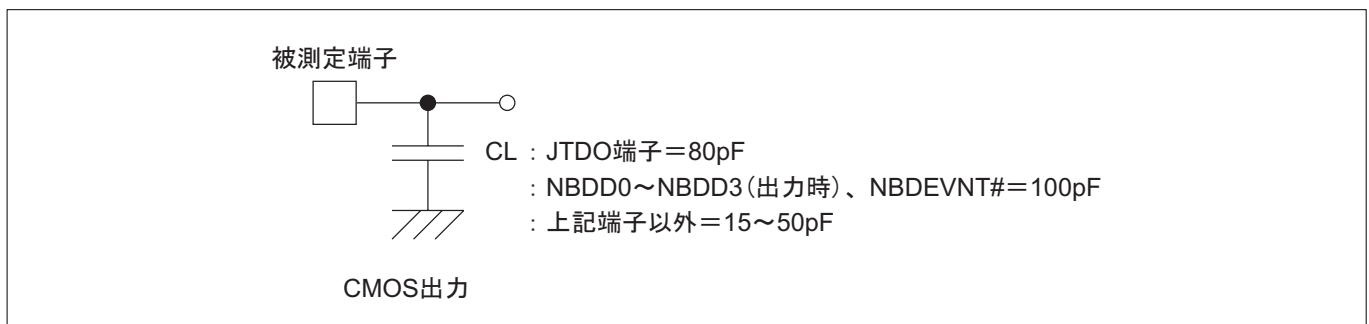 被測定端子
CL：JTDO端子＝80pF
：NBDD0～NBDD3（出力時）、NBDEVNT#＝100pF
：上記端子以外＝15～50pF
CMOS出力